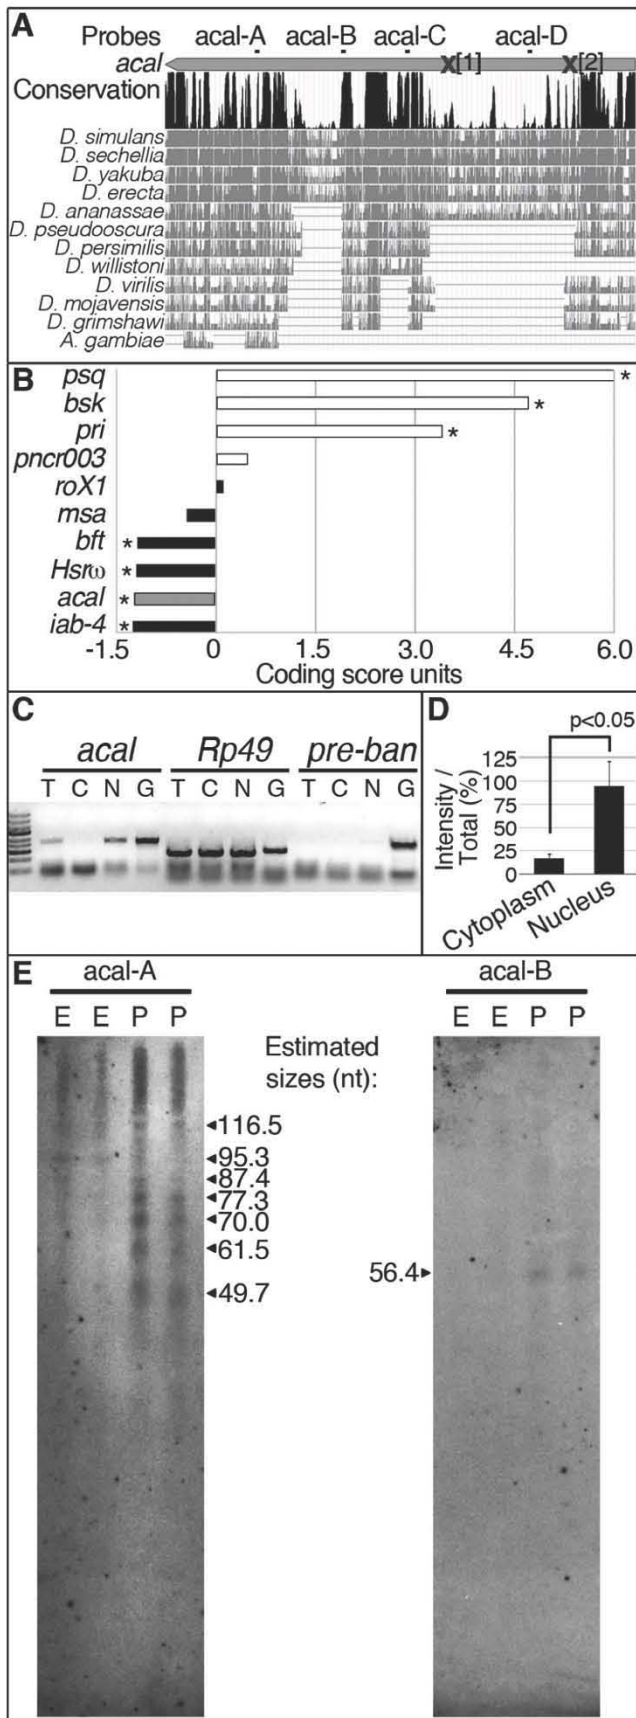 A
Probes acal-A acal-B acal-C acal-D
acal X[1] X[2]
Conservation
D. simulans
D. sechellia
D. yakuba
D. erecta
D. ananassae
D. pseudooscura
D. persimilis
D. willistoni
D. virilis
D. mojavensis
D. grimshawi
A. gambiae
B
psq *
bsk *
pri *
pncr003
roX1
msa
bft *
Hsrω *
acal *
iab-4 *
-1.5 0 1.5 3.0 4.5 6.0
Coding score units
C
acal Rp49 pre-ban
T C N G T C N G T C N G
D
p<0.05
Intensity /
Total (%)
125
100
75
50
25
0
Cytoplasm
Nucleus
E
acal-A acal-B
E E P P E E P P
Estimated
sizes (nt):
116.5
95.3
87.4
77.3
70.0
61.5
56.4
49.7